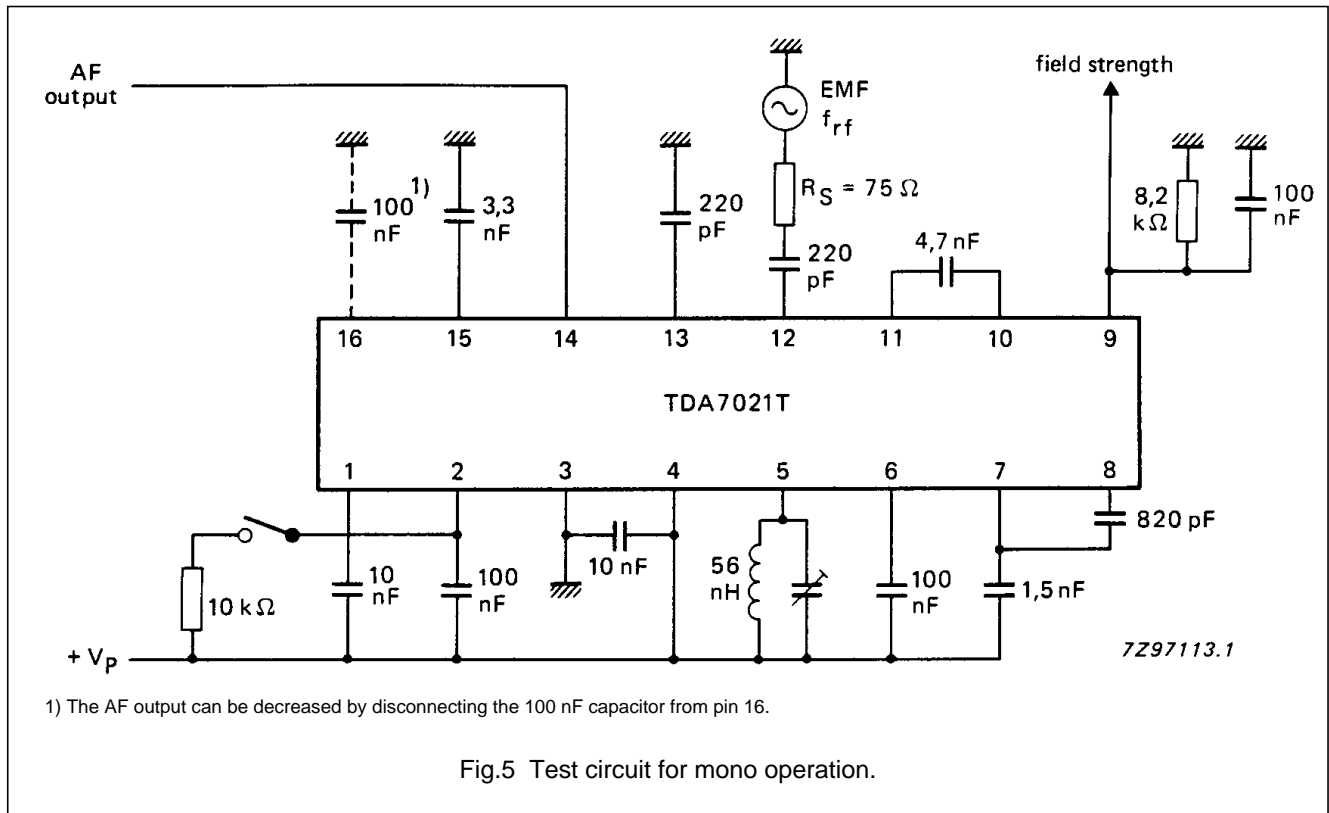 AF
output
field strength
EMF
f_rf
R_S = 75 Ω
100 1)
nF
3,3
nF
220
pF
220
pF
4,7 nF
8,2
kΩ
100
nF
16 15 14 13 12 11 10 9
TDA7021T
1 2 3 4 5 6 7 8
10 kΩ
10
nF
100
nF
10 nF
56
nH
100
nF
820 pF
1,5 nF
+ V_P
7Z97113.1
1) The AF output can be decreased by disconnecting the 100 nF capacitor from pin 16.
Fig.5 Test circuit for mono operation.